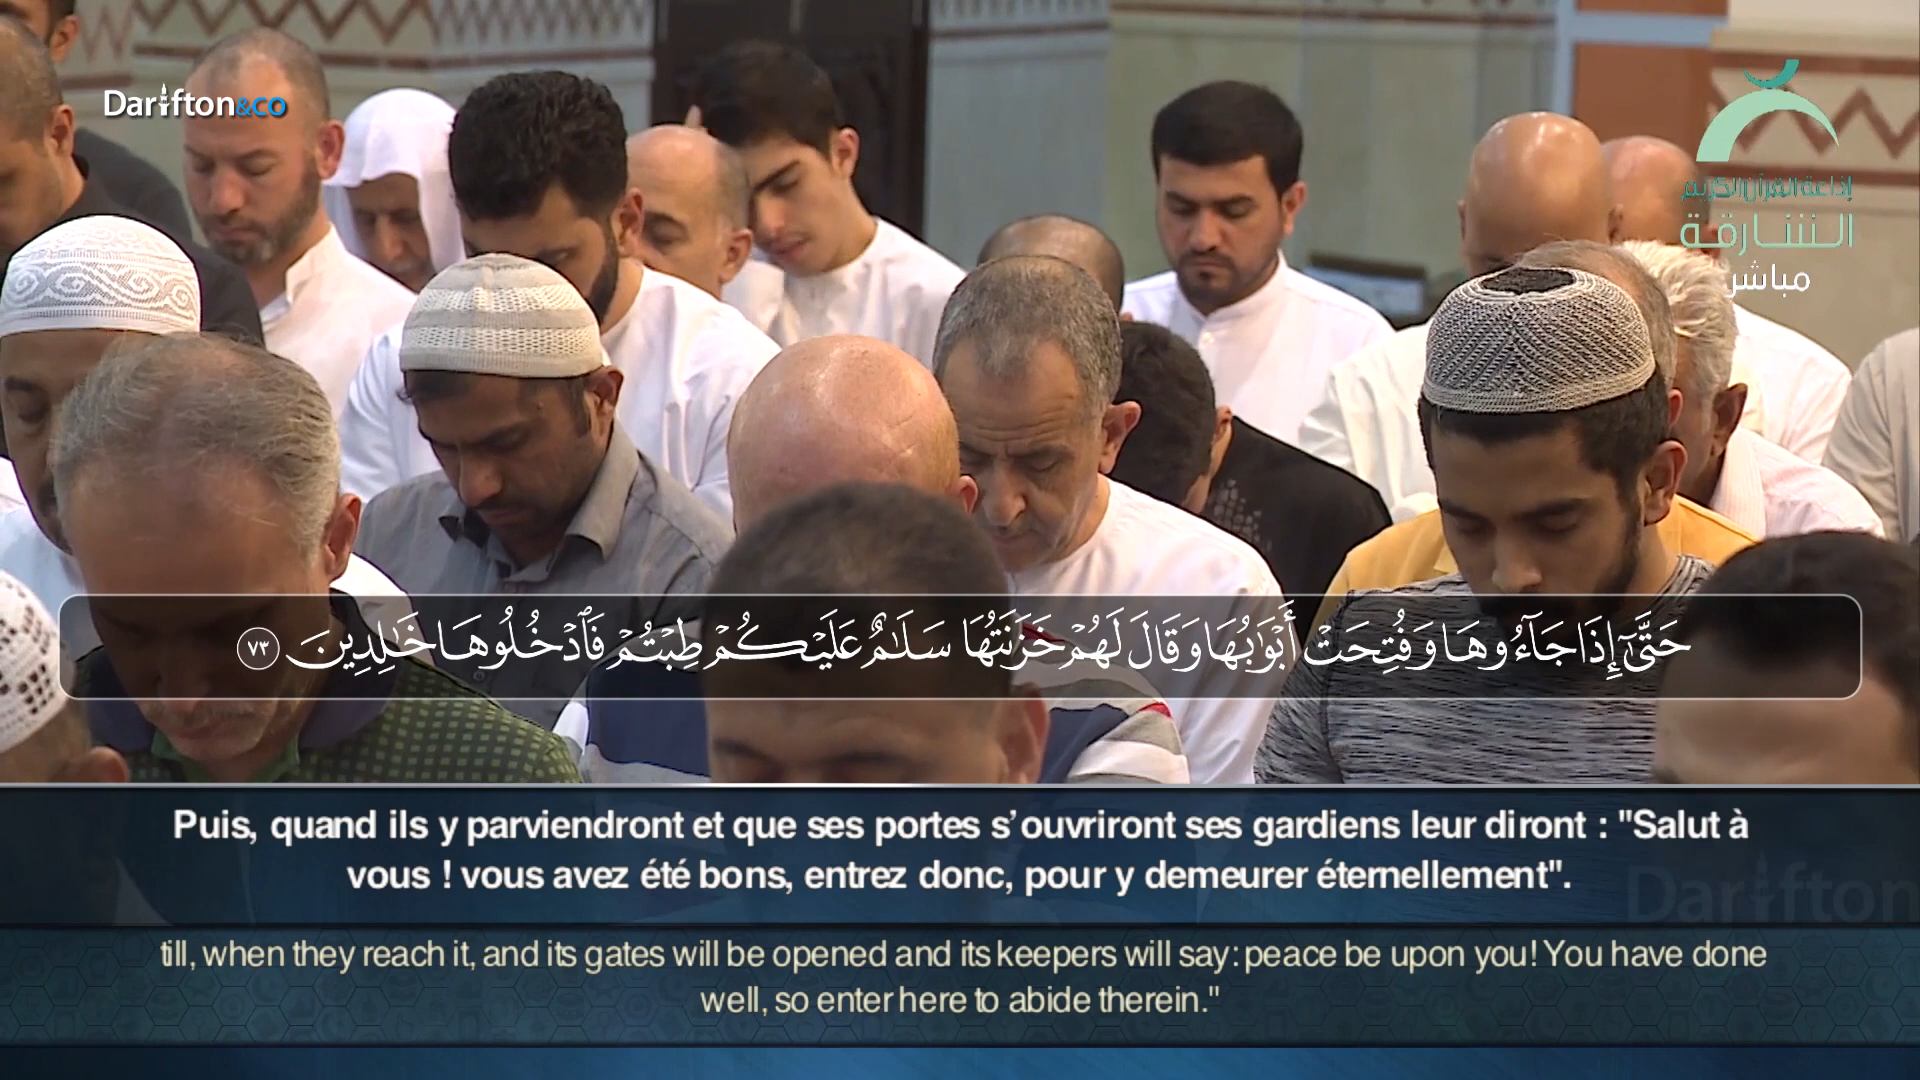 Darifton&co
إذاعة القرآن الكريم
الشارقة
مباشر
حَتَّىٰٓ إِذَا جَآءُوهَا وَفُتِحَتْ أَبْوَٰبُهَا وَقَالَ لَهُمْ خَزَنَتُهَا سَلَٰمٌ عَلَيْكُمْ طِبْتُمْ فَٱدْخُلُوهَا خَٰلِدِينَ ٧٣
Puis, quand ils y parviendront et que ses portes s’ouvriront ses gardiens leur diront : "Salut à
vous ! vous avez été bons, entrez donc, pour y demeurer éternellement".
Darifton
till, when they reach it, and its gates will be opened and its keepers will say: peace be upon you! You have done
well, so enter here to abide therein."